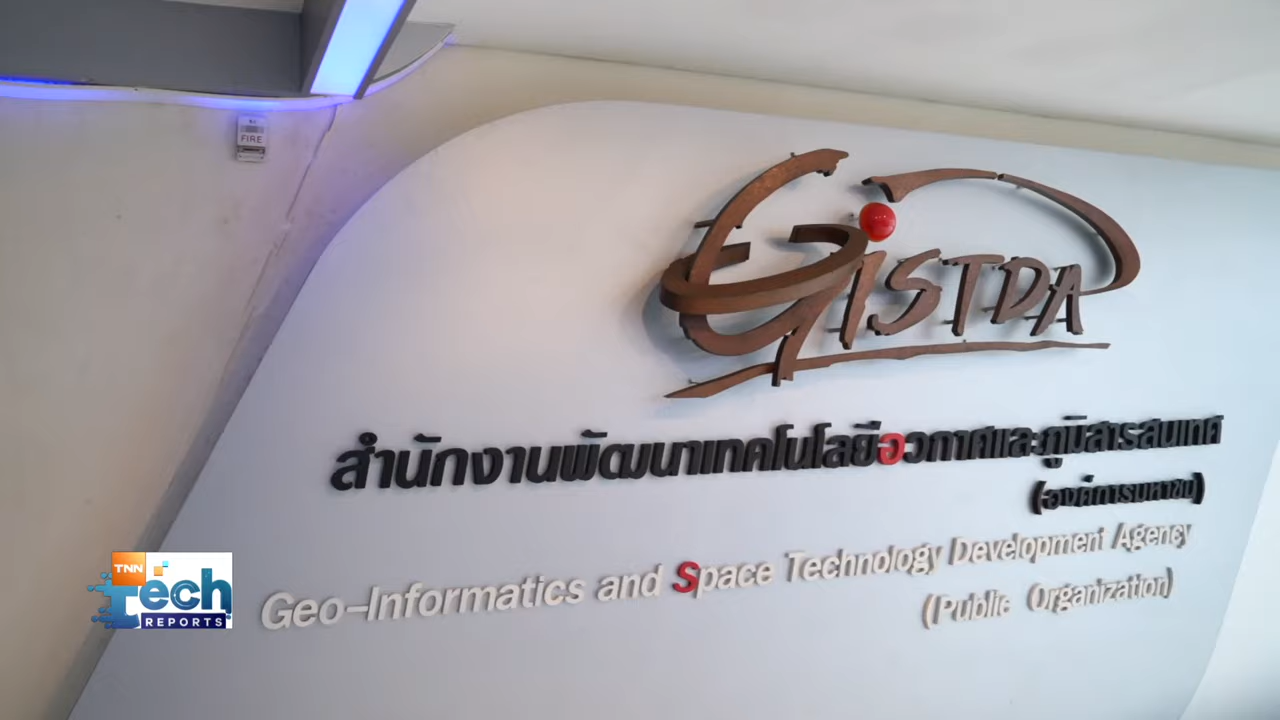 FIRE
GISTDA
สำนักงานพัฒนาเทคโนโลยีอวกาศและภูมิสารสนเทศ
(องค์การมหาชน)
Geo-Informatics and Space Technology Development Agency
(Public Organization)
TNN
Tech
REPORTS